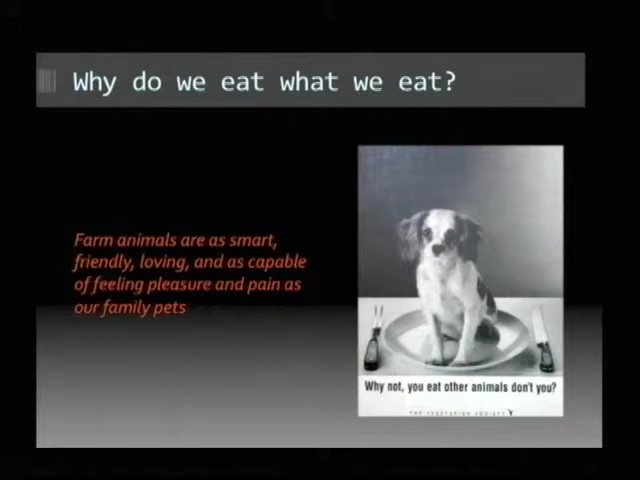 Why do we eat what we eat?
Farm animals are as smart,
friendly, loving, and as capable
of feeling pleasure and pain as
our family pets
Why not, you eat other animals don't you?
THE VEGETARIAN SOCIETY